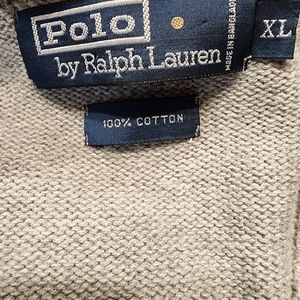 Polo
by Ralph Lauren
MADE IN BANGLADESH
XL
100% COTTON